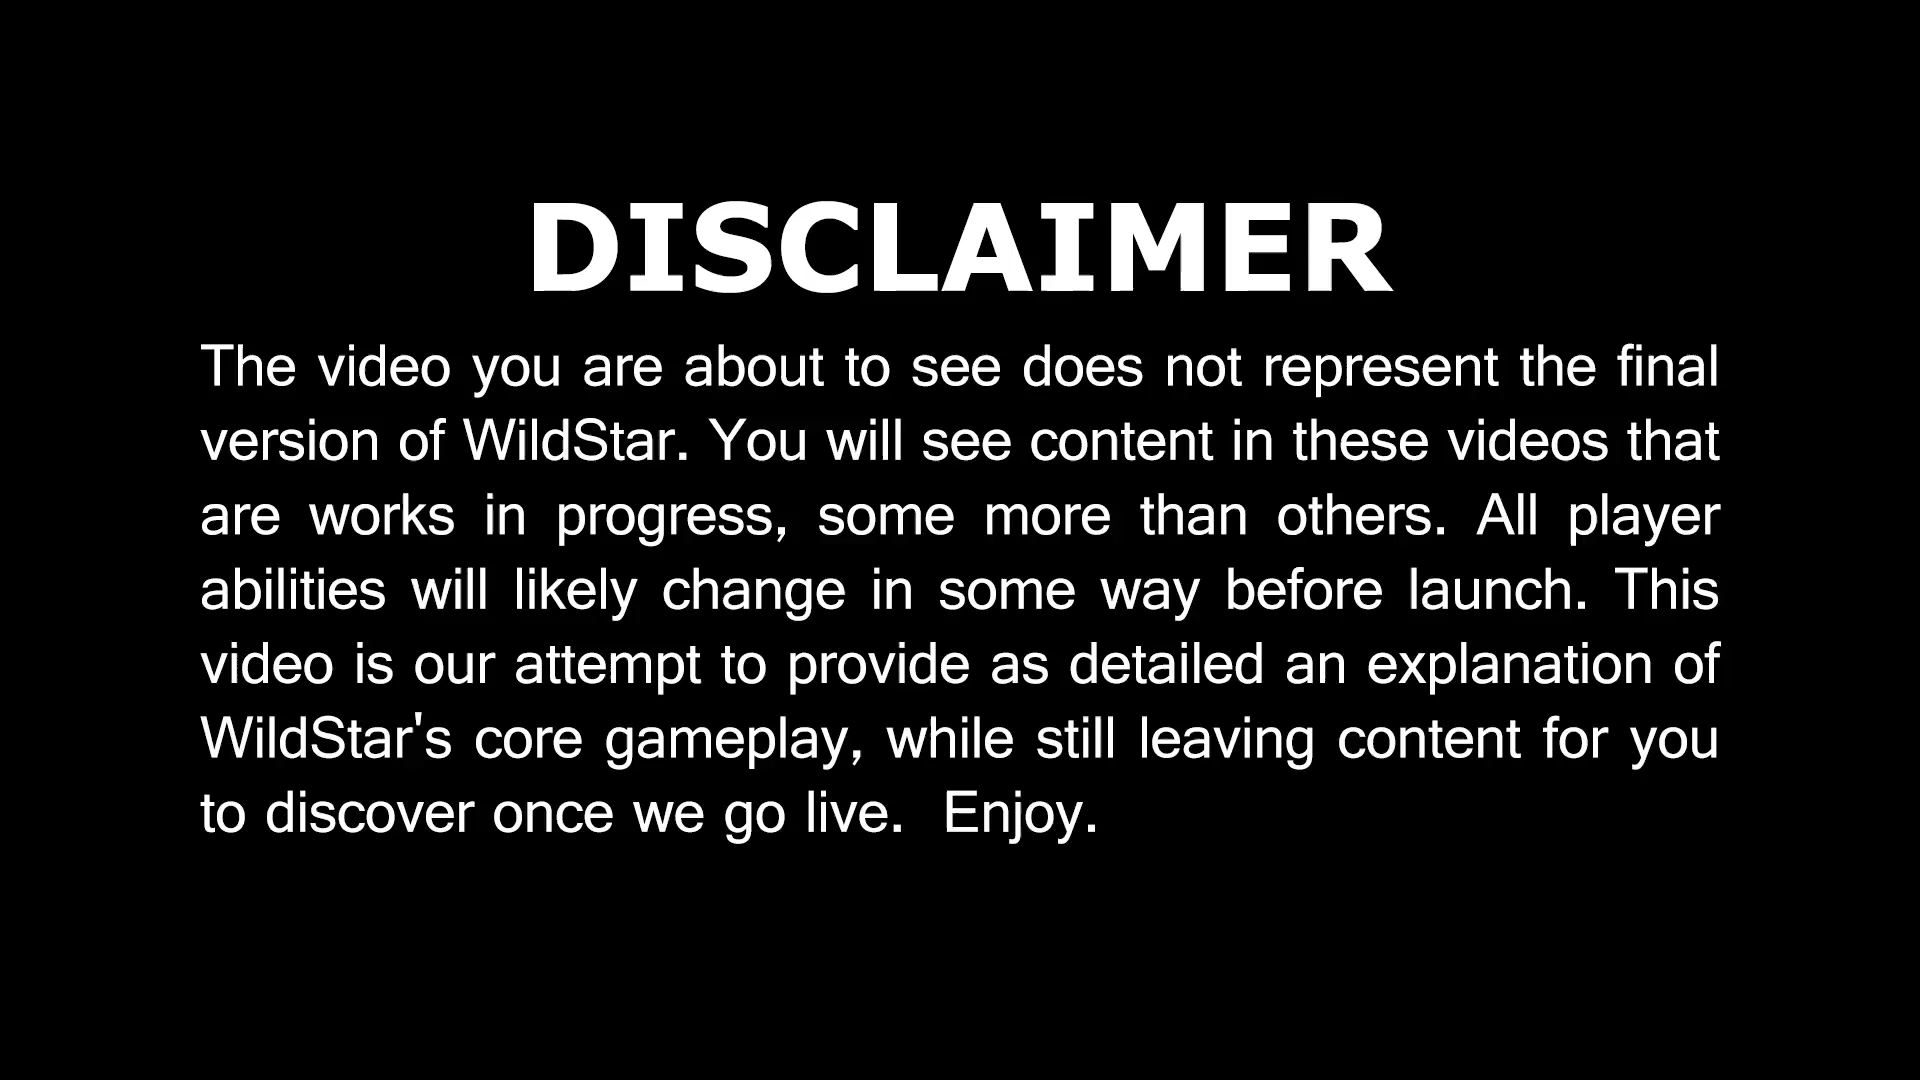 DISCLAIMER
The video you are about to see does not represent the final
version of WildStar. You will see content in these videos that
are works in progress, some more than others. All player
abilities will likely change in some way before launch. This
video is our attempt to provide as detailed an explanation of
WildStar's core gameplay, while still leaving content for you
to discover once we go live.  Enjoy.